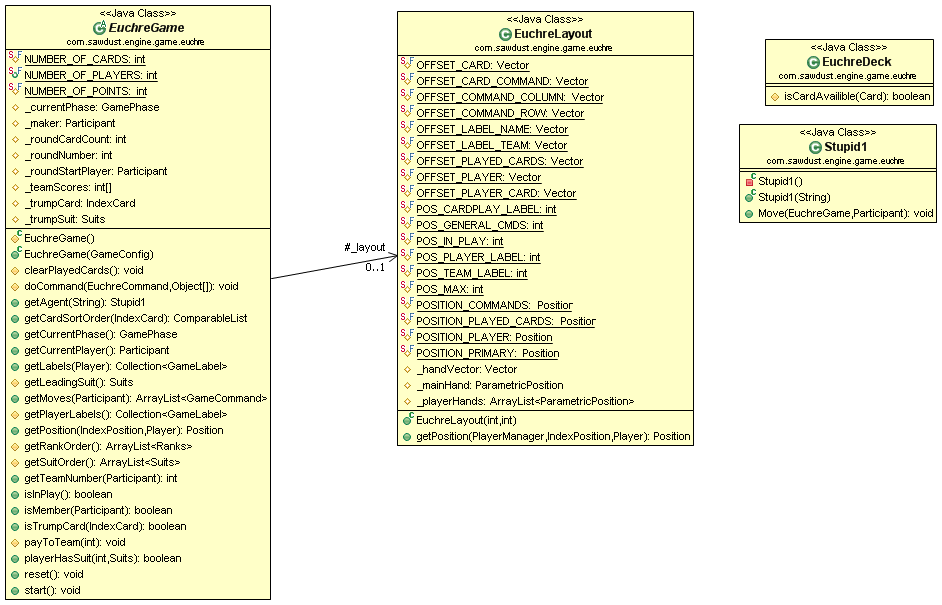 <<Java Class>>
EuchreGame
com.sawdust.engine.game.euchre
NUMBER_OF_CARDS: int
NUMBER_OF_PLAYERS: int
NUMBER_OF_POINTS: int
_currentPhase: GamePhase
_maker: Participant
_roundCardCount: int
_roundNumber: int
_roundStartPlayer: Participant
_teamScores: int[]
_trumpCard: IndexCard
_trumpSuit: Suits
EuchreGame()
EuchreGame(GameConfig)
clearPlayedCards(): void
doCommand(EuchreCommand,Object[]): void
getAgent(String): Stupid1
getCardSortOrder(IndexCard): ComparableList
getCurrentPhase(): GamePhase
getCurrentPlayer(): Participant
getLabels(Player): Collection<GameLabel>
getLeadingSuit(): Suits
getMoves(Participant): ArrayList<GameCommand>
getPlayerLabels(): Collection<GameLabel>
getPosition(IndexPosition,Player): Position
getRankOrder(): ArrayList<Ranks>
getSuitOrder(): ArrayList<Suits>
getTeamNumber(Participant): int
isInPlay(): boolean
isMember(Participant): boolean
isTrumpCard(IndexCard): boolean
payToTeam(int): void
playerHasSuit(int,Suits): boolean
reset(): void
start(): void
#_layout
0..1
<<Java Class>>
EuchreLayout
com.sawdust.engine.game.euchre
OFFSET_CARD: Vector
OFFSET_CARD_COMMAND: Vector
OFFSET_COMMAND_COLUMN: Vector
OFFSET_COMMAND_ROW: Vector
OFFSET_LABEL_NAME: Vector
OFFSET_LABEL_TEAM: Vector
OFFSET_PLAYED_CARDS: Vector
OFFSET_PLAYER: Vector
OFFSET_PLAYER_CARD: Vector
POS_CARDPLAY_LABEL: int
POS_GENERAL_CMDS: int
POS_IN_PLAY: int
POS_PLAYER_LABEL: int
POS_TEAM_LABEL: int
POS_MAX: int
POSITION_COMMANDS: Position
POSITION_PLAYED_CARDS: Position
POSITION_PLAYER: Position
POSITION_PRIMARY: Position
_handVector: Vector
_mainHand: ParametricPosition
_playerHands: ArrayList<ParametricPosition>
EuchreLayout(int,int)
getPosition(PlayerManager,IndexPosition,Player): Position
<<Java Class>>
EuchreDeck
com.sawdust.engine.game.euchre
isCardAvailible(Card): boolean
<<Java Class>>
Stupid1
com.sawdust.engine.game.euchre
Stupid1()
Stupid1(String)
Move(EuchreGame,Participant): void